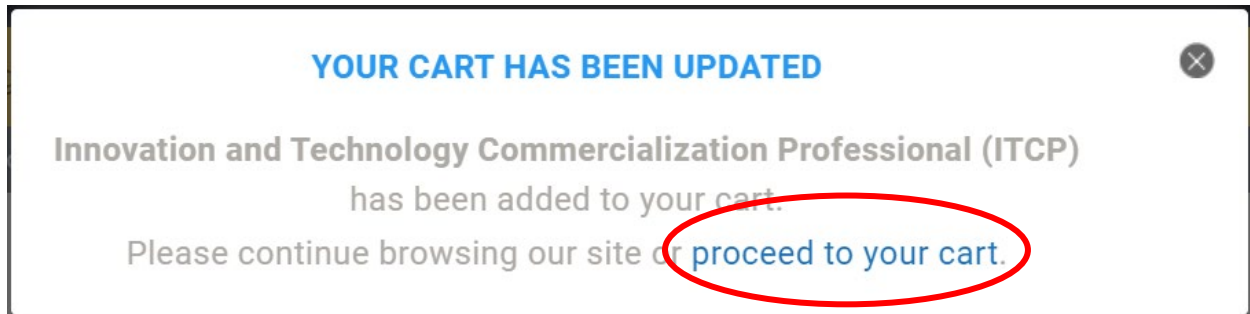 YOUR CART HAS BEEN UPDATED
Innovation and Technology Commercialization Professional (ITCP)
has been added to your cart.
Please continue browsing our site or proceed to your cart.